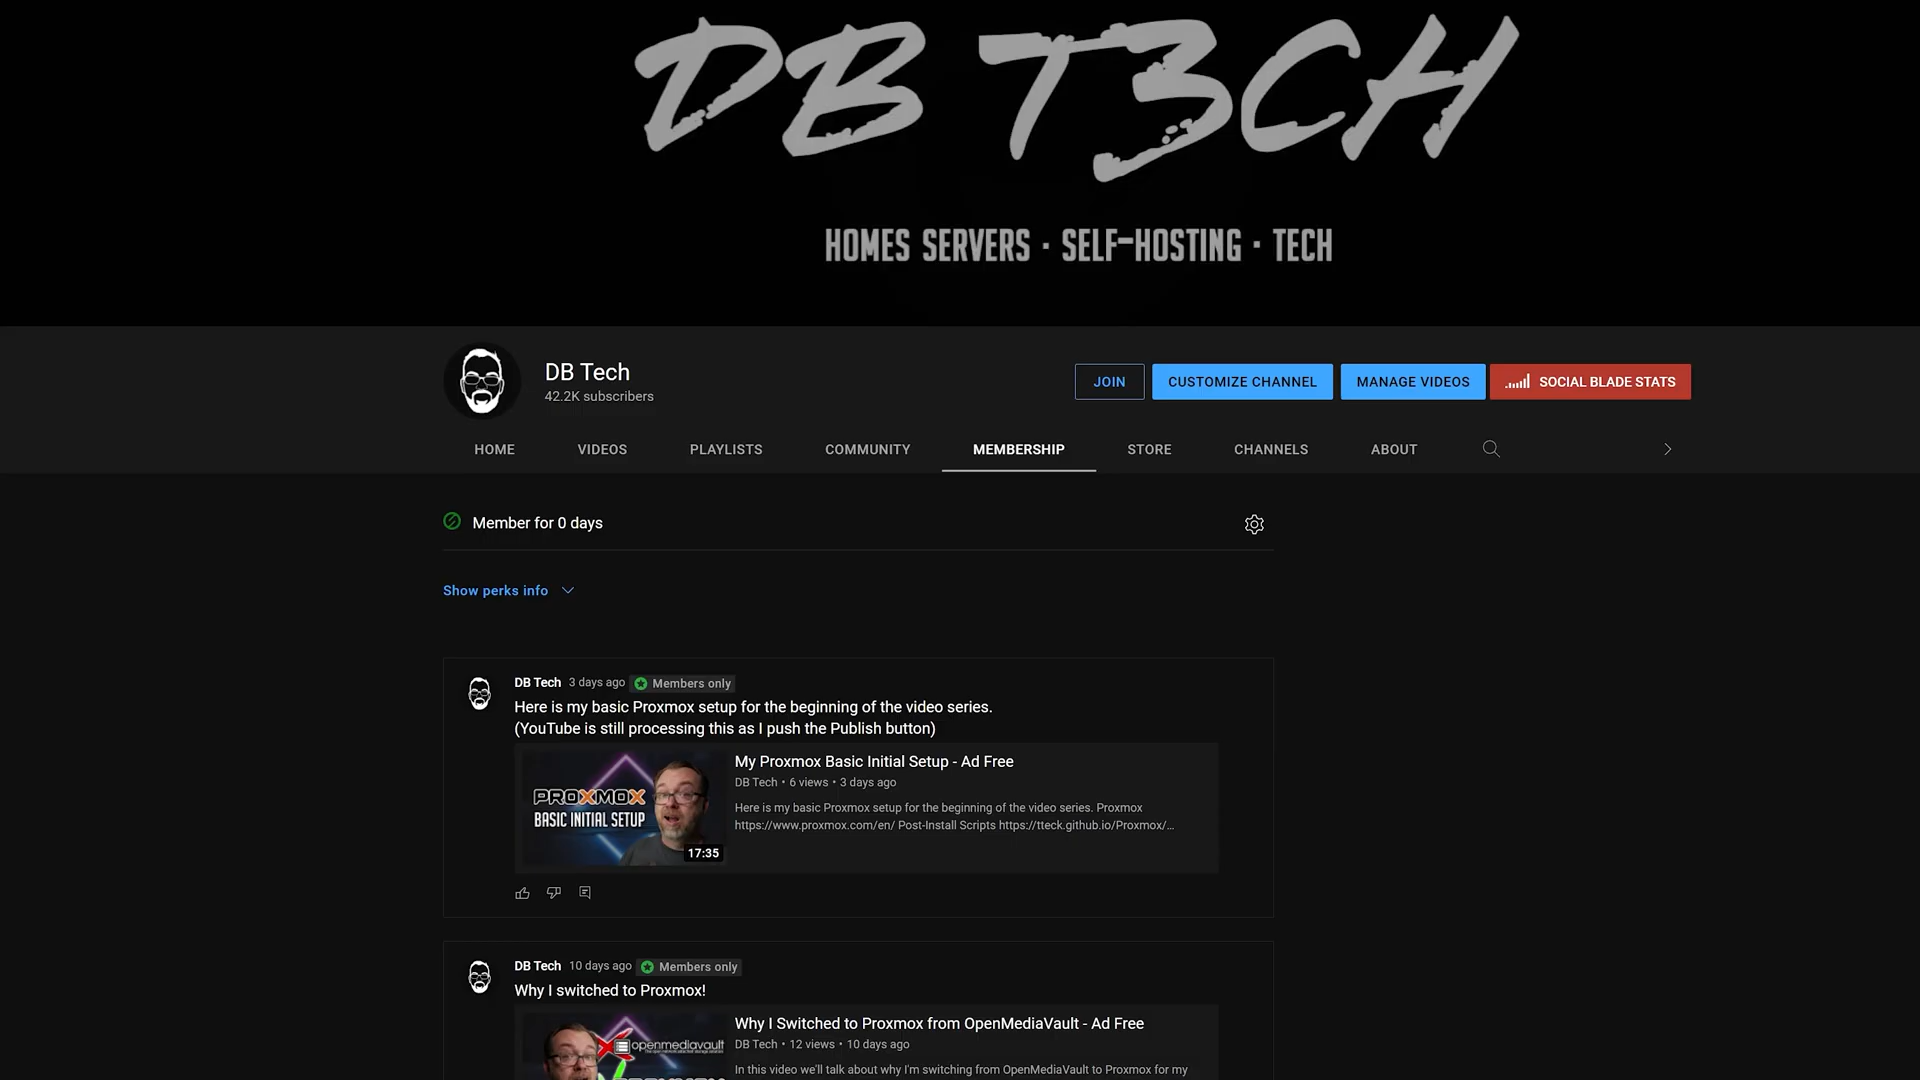 DB T3CH
HOMES SERVERS · SELF-HOSTING · TECH
DB Tech
42.2K subscribers
JOIN
CUSTOMIZE CHANNEL
MANAGE VIDEOS
SOCIAL BLADE STATS
HOME
VIDEOS
PLAYLISTS
COMMUNITY
MEMBERSHIP
STORE
CHANNELS
ABOUT
Member for 0 days
Show perks info
DB Tech 3 days ago Members only
Here is my basic Proxmox setup for the beginning of the video series.
(YouTube is still processing this as I push the Publish button)
PROXMOX
BASIC INITIAL SETUP
17:35
My Proxmox Basic Initial Setup - Ad Free
DB Tech • 6 views • 3 days ago
Here is my basic Proxmox setup for the beginning of the video series. Proxmox
https://www.proxmox.com/en/ Post-Install Scripts https://tteck.github.io/Proxmox/...
DB Tech 10 days ago Members only
Why I switched to Proxmox!
openmediavault
Why I Switched to Proxmox from OpenMediaVault - Ad Free
DB Tech • 12 views • 10 days ago
In this video we'll talk about why I'm switching from OpenMediaVault to Proxmox for my